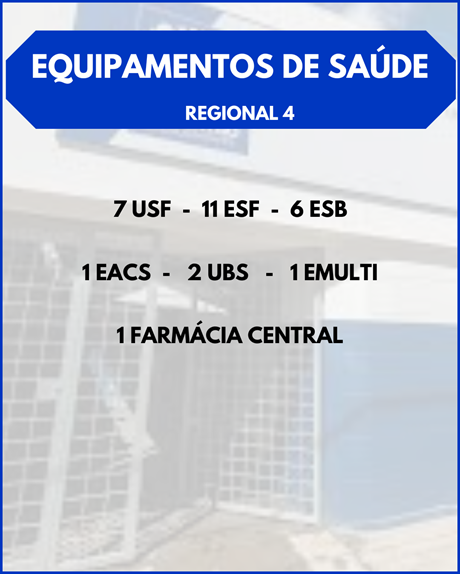 EQUIPAMENTOS DE SAÚDE
REGIONAL 4
7 USF - 11 ESF - 6 ESB
1 EACS - 2 UBS - 1 EMULTI
1 FARMÁCIA CENTRAL